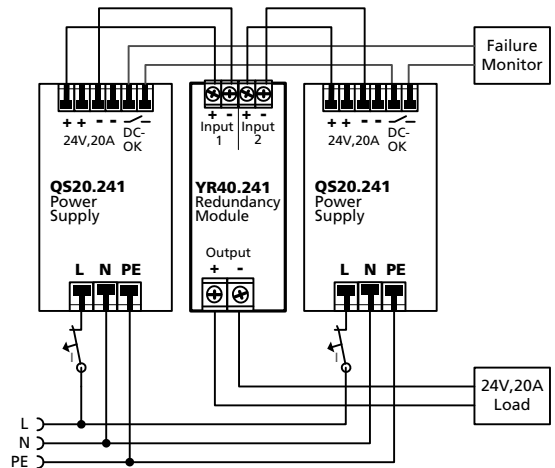 Failure
Monitor
+ + - - DC-
24V,20A OK
QS20.241
Power
Supply
L N PE
+ - + -
Input Input
1 2
YR40.241
Redundancy
Module
Output
+ -
+ + - - DC-
24V,20A OK
QS20.241
Power
Supply
L N PE
I
I
24V,20A
Load
L
N
PE